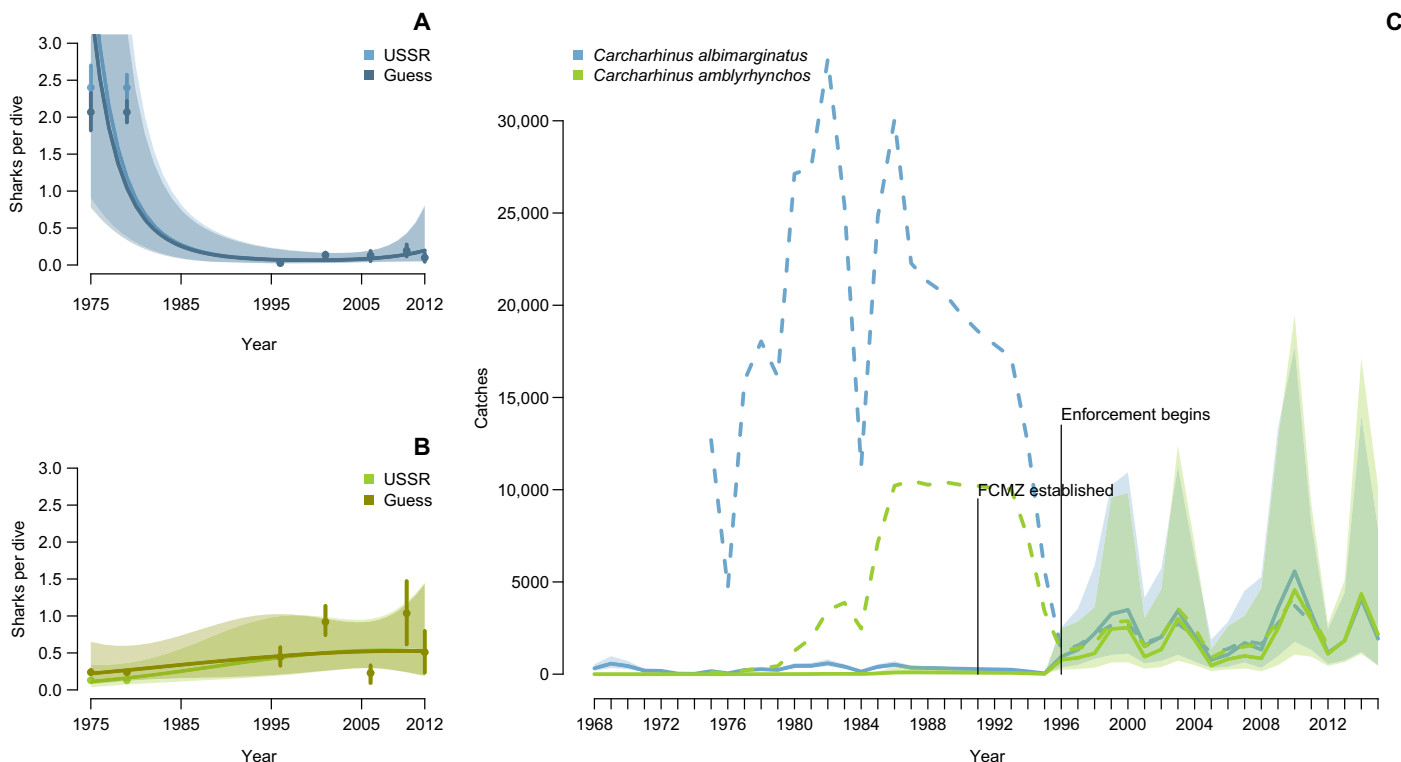 A
3.0
2.5
2.0
1.5
1.0
0.5
0.0
Sharks per dive
USSR
Guess
1975 1985 1995 2005 2012
Year
B
3.0
2.5
2.0
1.5
1.0
0.5
0.0
Sharks per dive
USSR
Guess
1975 1985 1995 2005 2012
Year
C
Carcharhinus albimarginatus
Carcharhinus amblyrhynchos
30,000
25,000
20,000
15,000
10,000
5000
0
Catches
Enforcement begins
FCMZ established
1968 1972 1976 1980 1984 1988 1992 1996 2000 2004 2008 2012
Year